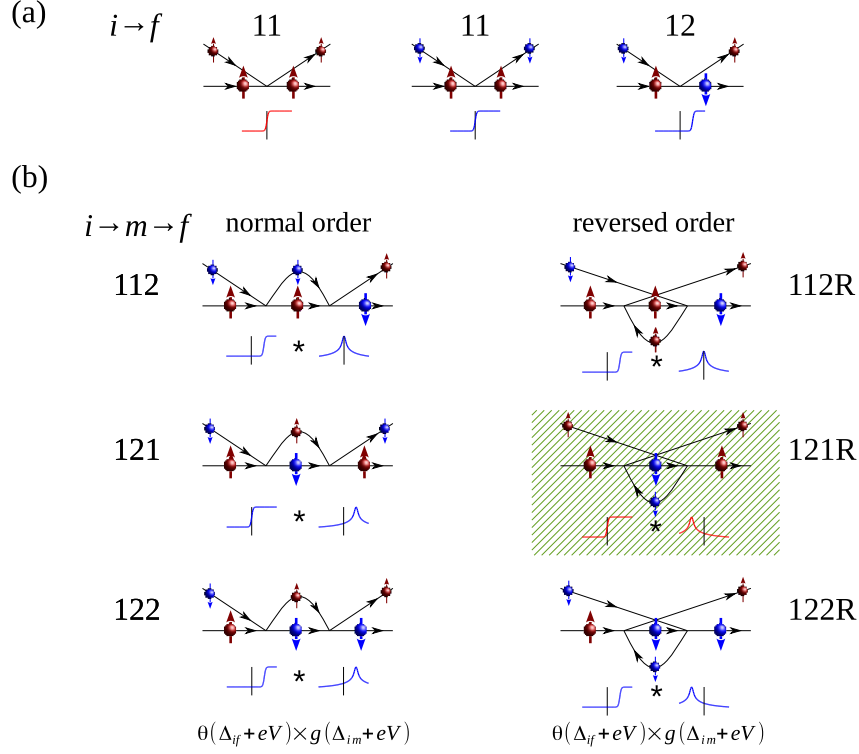 (a)
i→f 11 11 12
(b)
i→m→f normal order reversed order
112 112R
* *
121 121R
* *
122 122R
* *
θ(Δif+eV)×g(Δim+eV) θ(Δif+eV)×g(Δim+eV)